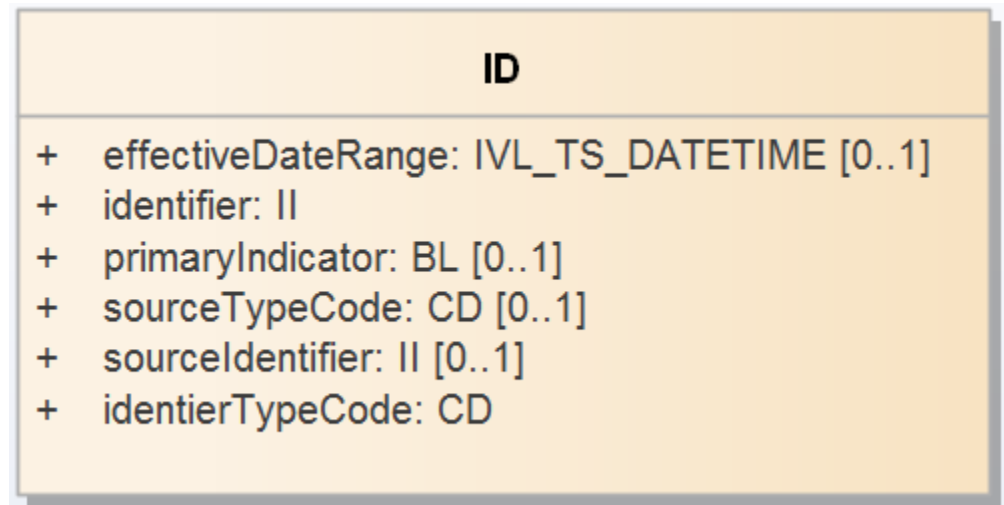 ID
+ effectiveDateRange: IVL_TS_DATETIME [0..1]
+ identifier: II
+ primaryIndicator: BL [0..1]
+ sourceTypeCode: CD [0..1]
+ sourceIdentifier: II [0..1]
+ identierTypeCode: CD